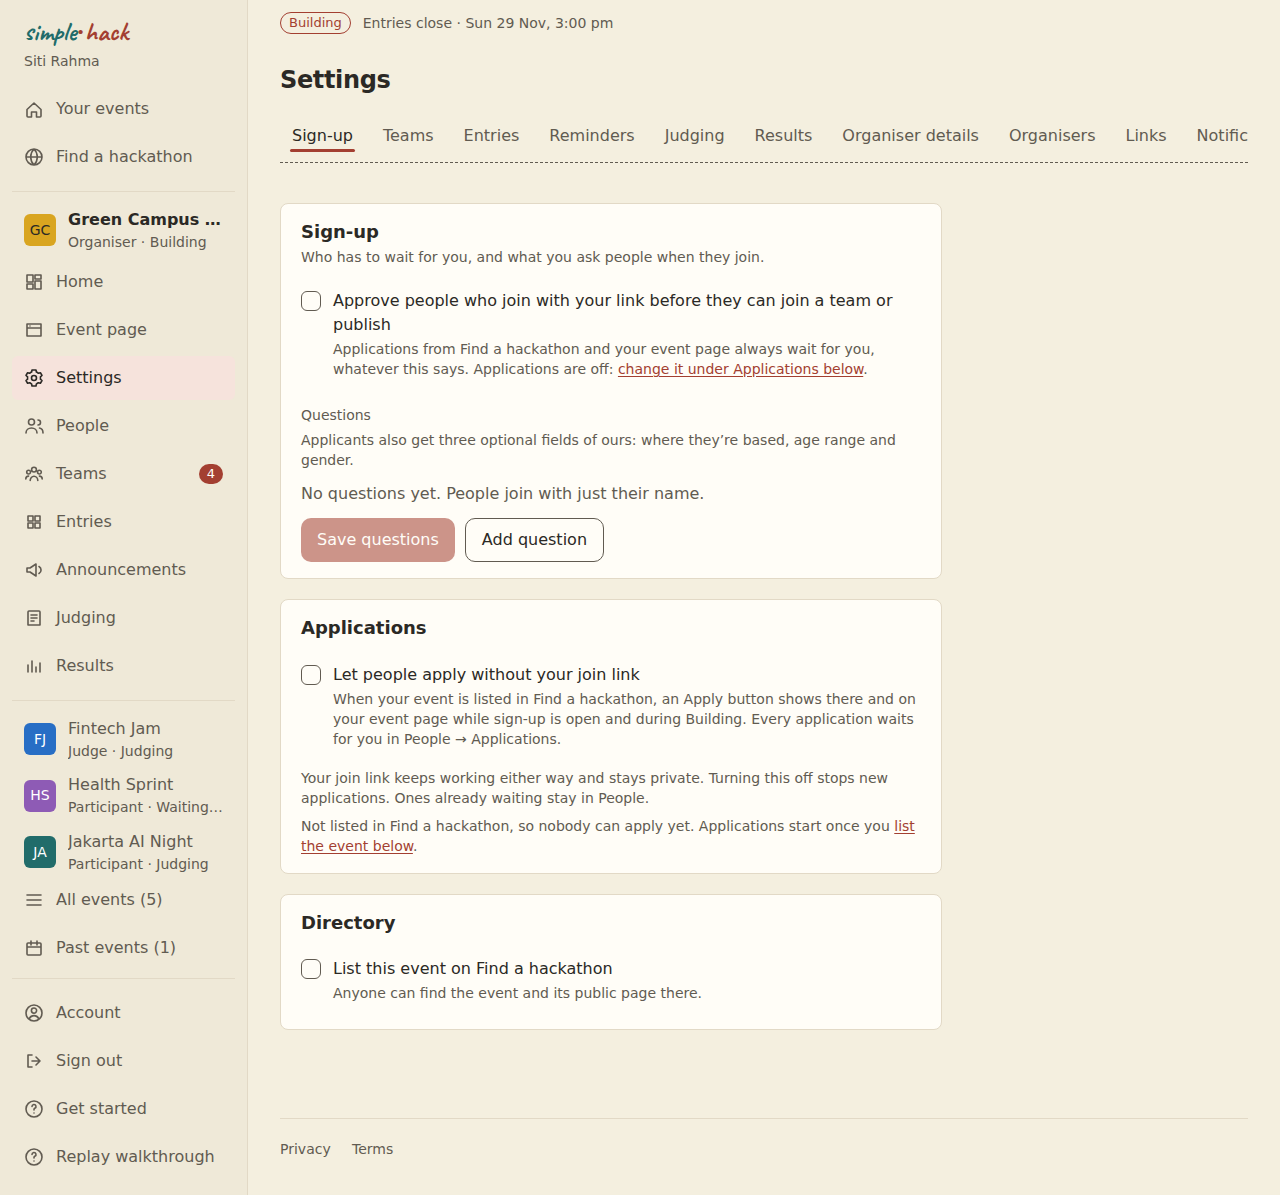 simple·hack
Siti Rahma
Your events
Find a hackathon
GC
Green Campus …
Organiser · Building
Home
Event page
Settings
People
Teams
4
Entries
Announcements
Judging
Results
FJ
Fintech Jam
Judge · Judging
HS
Health Sprint
Participant · Waiting…
JA
Jakarta AI Night
Participant · Judging
All events (5)
Past events (1)
Account
Sign out
Get started
Replay walkthrough
Building
Entries close · Sun 29 Nov, 3:00 pm
Settings
Sign-up
Teams
Entries
Reminders
Judging
Results
Organiser details
Organisers
Links
Notific
Sign-up
Who has to wait for you, and what you ask people when they join.
Approve people who join with your link before they can join a team or
publish
Applications from Find a hackathon and your event page always wait for you,
whatever this says. Applications are off: change it under Applications below.
Questions
Applicants also get three optional fields of ours: where they’re based, age range and
gender.
No questions yet. People join with just their name.
Save questions
Add question
Applications
Let people apply without your join link
When your event is listed in Find a hackathon, an Apply button shows there and on
your event page while sign-up is open and during Building. Every application waits
for you in People → Applications.
Your join link keeps working either way and stays private. Turning this off stops new
applications. Ones already waiting stay in People.
Not listed in Find a hackathon, so nobody can apply yet. Applications start once you list
the event below.
Directory
List this event on Find a hackathon
Anyone can find the event and its public page there.
Privacy
Terms